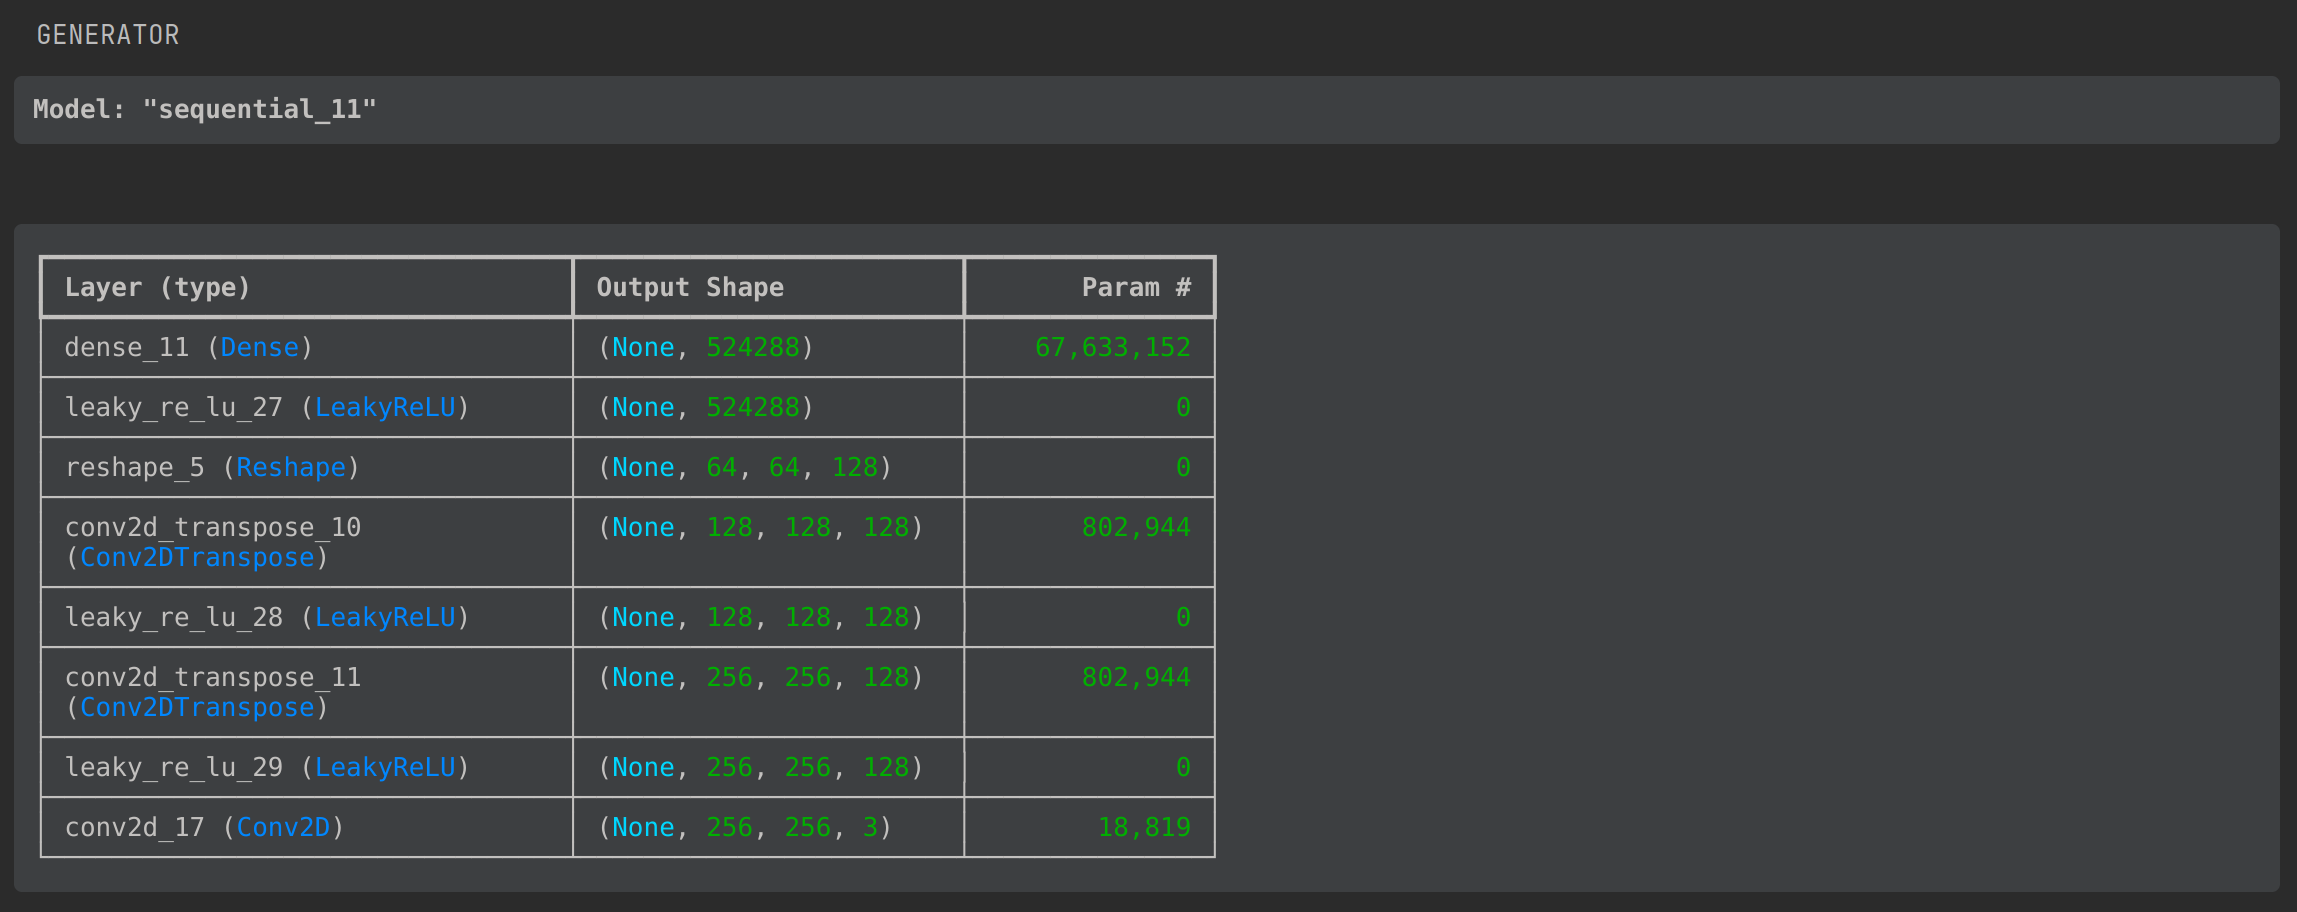 GENERATOR
Model: "sequential_11"
Layer (type) Output Shape Param #
dense_11 (Dense) (None, 524288) 67,633,152
leaky_re_lu_27 (LeakyReLU) (None, 524288) 0
reshape_5 (Reshape) (None, 64, 64, 128) 0
conv2d_transpose_10 (None, 128, 128, 128) 802,944
(Conv2DTranspose)
leaky_re_lu_28 (LeakyReLU) (None, 128, 128, 128) 0
conv2d_transpose_11 (None, 256, 256, 128) 802,944
(Conv2DTranspose)
leaky_re_lu_29 (LeakyReLU) (None, 256, 256, 128) 0
conv2d_17 (Conv2D) (None, 256, 256, 3) 18,819